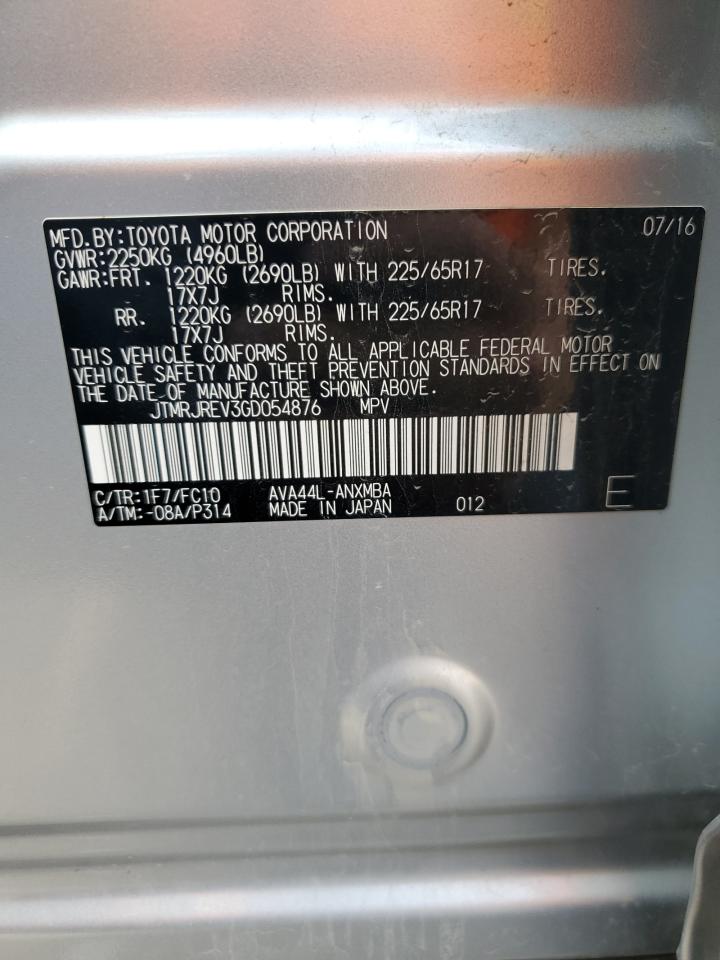 MFD.BY:TOYOTA MOTOR CORPORATION 07/16
GVWR:2250KG (4960LB)
GAWR:FRT. 1220KG (2690LB) WITH 225/65R17 TIRES.
17X7J RIMS.
RR. 1220KG (2690LB) WITH 225/65R17 TIRES.
17X7J RIMS.
THIS VEHICLE CONFORMS TO ALL APPLICABLE FEDERAL MOTOR
VEHICLE SAFETY AND THEFT PREVENTION STANDARDS IN EFFECT ON
THE DATE OF MANUFACTURE SHOWN ABOVE.
JTMRJREV3GD054876 MPV
C/TR:1F7/FC10 AVA44L-ANXMBA
A/TM:-08A/P314 MADE IN JAPAN 012 E